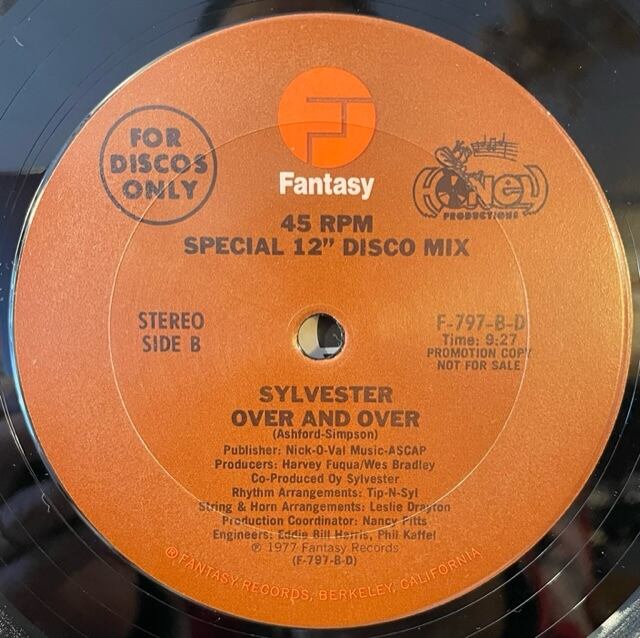 FOR
DISCOS
ONLY
Fantasy
HONEY
PRODUCTIONS
45 RPM
SPECIAL 12" DISCO MIX
STEREO
SIDE B
F-797-B-D
Time: 9:27
PROMOTION COPY
NOT FOR SALE
SYLVESTER
OVER AND OVER
(Ashford-Simpson)
Publisher: Nick-O-Val Music-ASCAP
Producers: Harvey Fuqua/Wes Bradley
Co-Produced Oy Sylvester
Rhythm Arrangements: Tip-N-Syl
String & Horn Arrangements: Leslie Drayton
Production Coordinator: Nancy Pitts
Engineers: Eddie Bill Harris, Phil Kaffel
℗ 1977 Fantasy Records
(F-797-B-D)
® FANTASY RECORDS, BERKELEY, CALIFORNIA